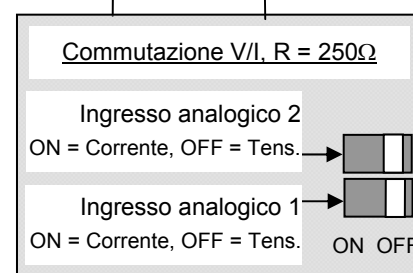 Commutazione V/I, R = 250Ω
Ingresso analogico 2
ON = Corrente, OFF = Tens.
Ingresso analogico 1
ON = Corrente, OFF = Tens.
ON OFF